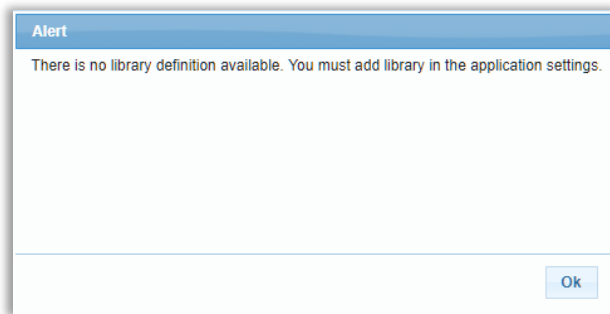 Alert
There is no library definition available. You must add library in the application settings.
Ok